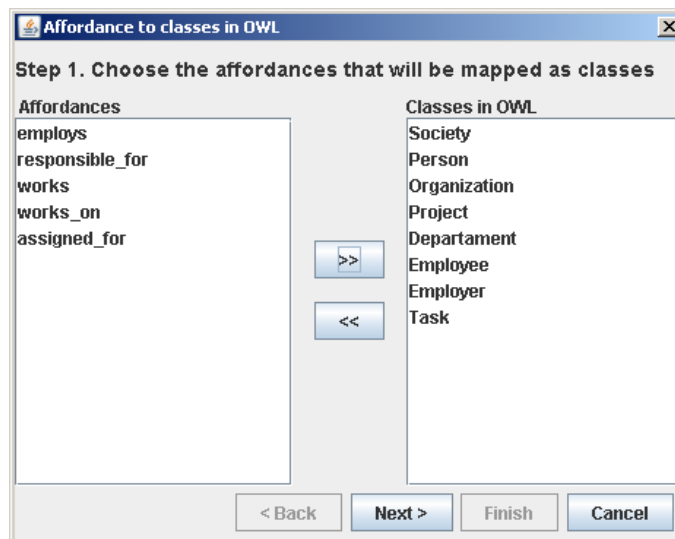 Affordance to classes in OWL
Step 1. Choose the affordances that will be mapped as classes
Affordances
employs
responsible_for
works
works_on
assigned_for
>>
<<
Classes in OWL
Society
Person
Organization
Project
Departament
Employee
Employer
Task
< Back
Next >
Finish
Cancel